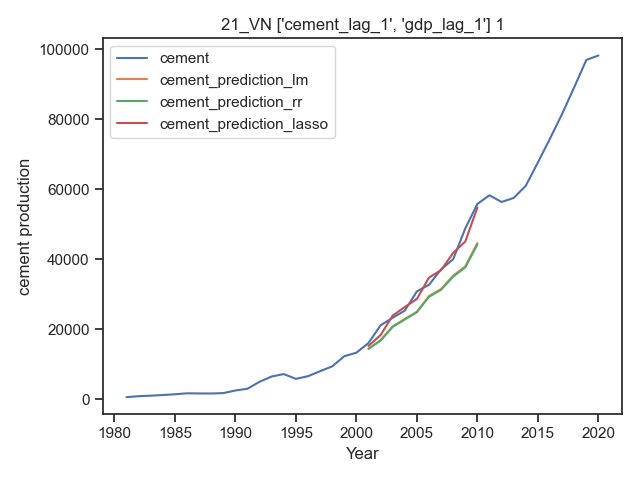 21_VN ['cement_lag_1', 'gdp_lag_1'] 1
cement
cement_prediction_lm
cement_prediction_rr
cement_prediction_lasso
100000
80000
60000
40000
20000
0
cement production
1980 1985 1990 1995 2000 2005 2010 2015 2020
Year